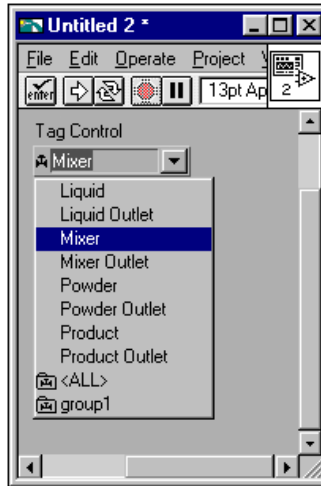 Untitled 2 *
File Edit Operate Project
enter 13pt Ap 2
Tag Control
Mixer
Liquid
Liquid Outlet
Mixer
Mixer Outlet
Powder
Powder Outlet
Product
Product Outlet
<ALL>
group1